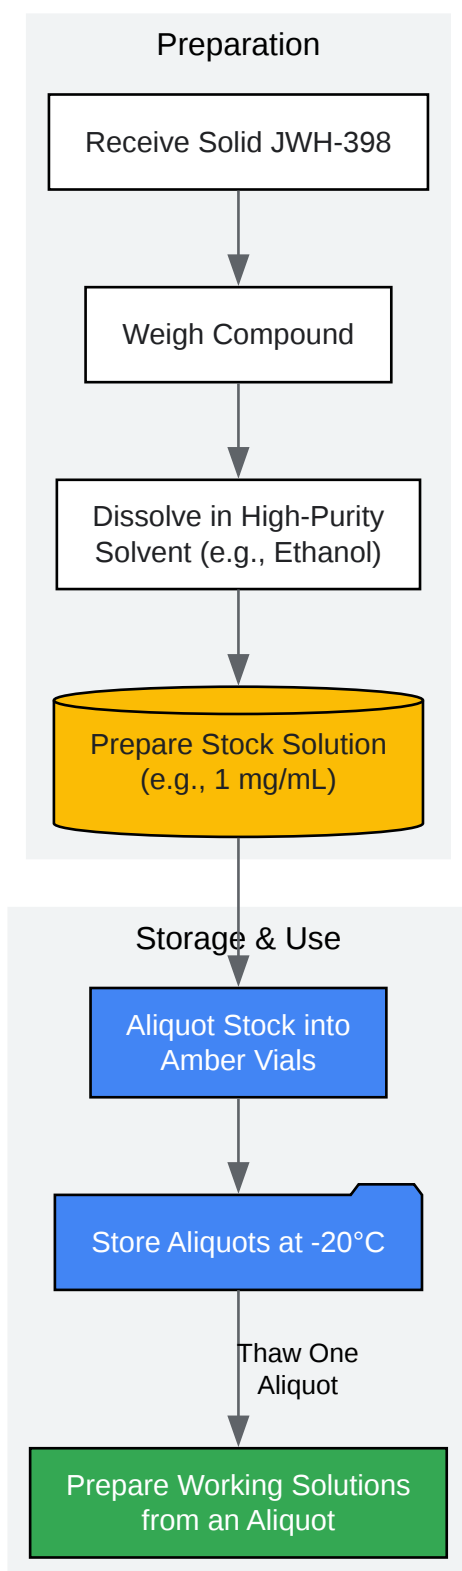 Preparation
Receive Solid JWH-398
Weigh Compound
Dissolve in High-Purity
Solvent (e.g., Ethanol)
Prepare Stock Solution
(e.g., 1 mg/mL)
Storage & Use
Aliquot Stock into
Amber Vials
Store Aliquots at -20°C
Thaw One
Aliquot
Prepare Working Solutions
from an Aliquot